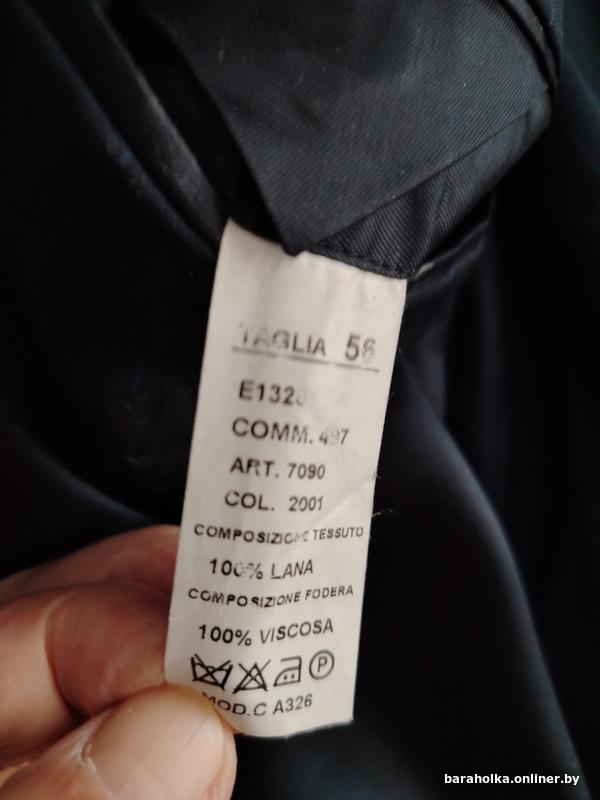 TAGLIA 56
COMM. 497
ART. 7090
COL. 2001
COMPOSIZIONE TESSUTO
100% LANA
COMPOSIZIONE FODERA
100% VISCOSA
P
MOD.C A326
baraholka.onliner.by